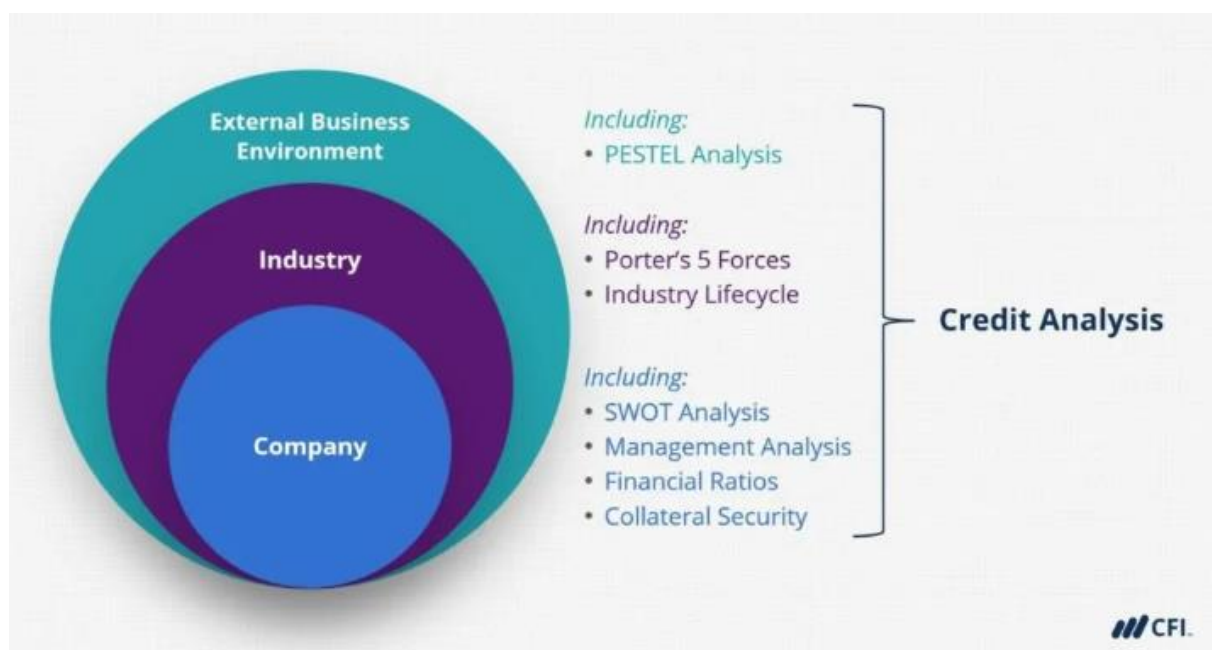 External Business
Environment
Industry
Company
Including:
• PESTEL Analysis
Including:
• Porter's 5 Forces
• Industry Lifecycle
Including:
• SWOT Analysis
• Management Analysis
• Financial Ratios
• Collateral Security
Credit Analysis
CFI™